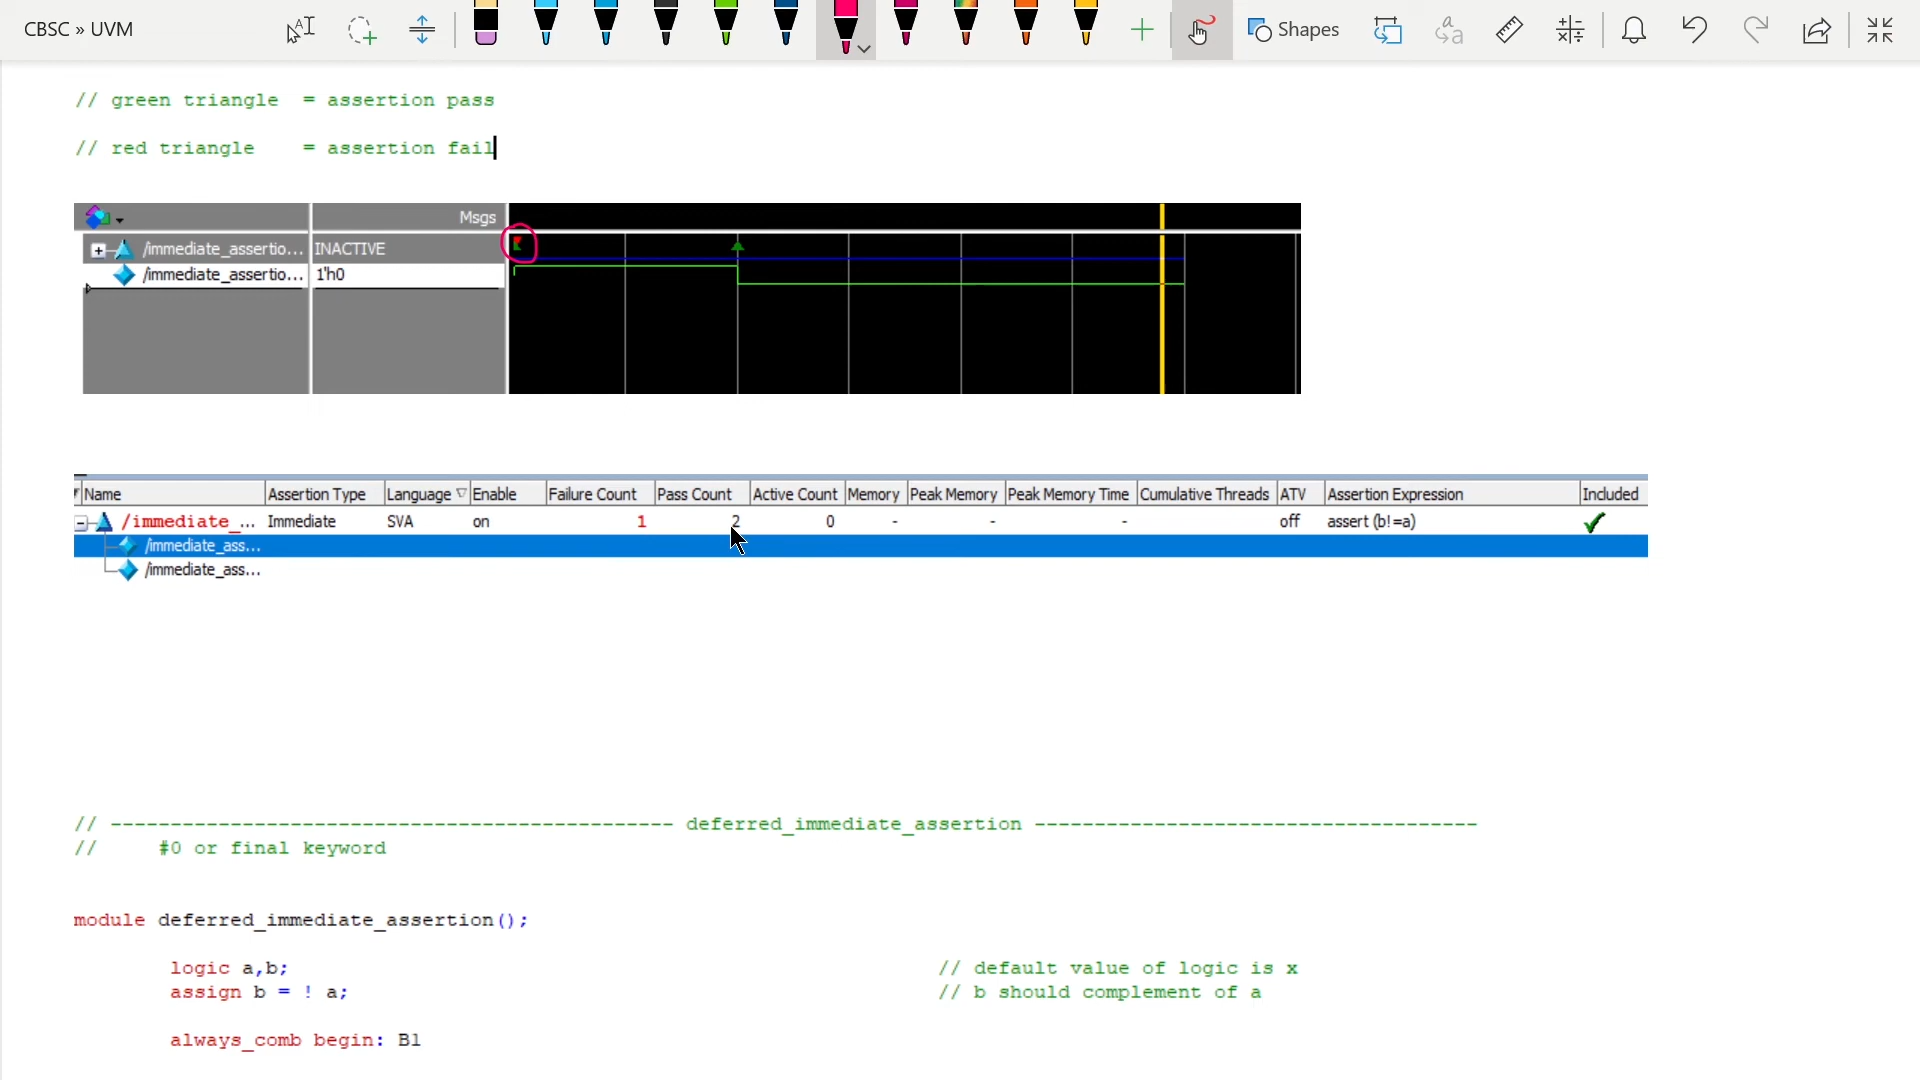 CBSC » UVM
Shapes
// green triangle = assertion pass
// red triangle = assertion fail
Msgs
/immediate_assertio... INACTIVE
/immediate_assertio... 1'h0
Name Assertion Type Language Enable Failure Count Pass Count Active Count Memory Peak Memory Peak Memory Time Cumulative Threads ATV Assertion Expression Included
/immediate_... Immediate SVA on 1 2 0 - - - off assert (b!=a)
/immediate_ass...
/immediate_ass...
// ----------------------------------------------- deferred_immediate_assertion -------------------------------------
// #0 or final keyword
module deferred_immediate_assertion();
logic a,b; // default value of logic is x
assign b = ! a; // b should complement of a
always_comb begin: B1